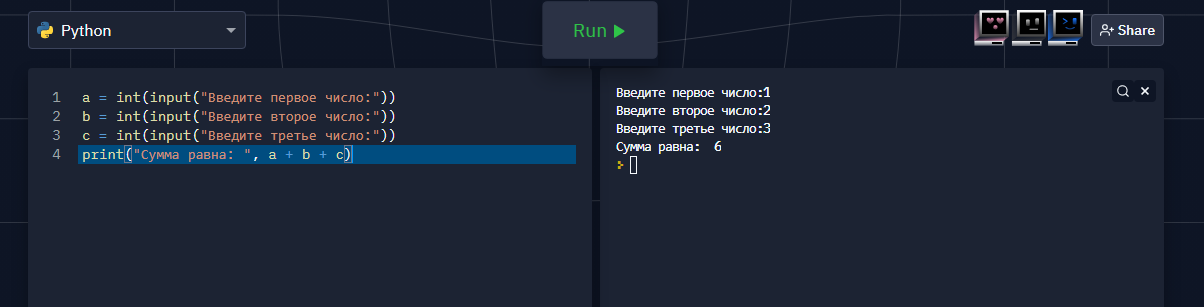 Python
Run
Share
1 a = int(input("Введите первое число:"))
2 b = int(input("Введите второе число:"))
3 c = int(input("Введите третье число:"))
4 print("Сумма равна: ", a + b + c)
Введите первое число:1
Введите второе число:2
Введите третье число:3
Сумма равна:  6